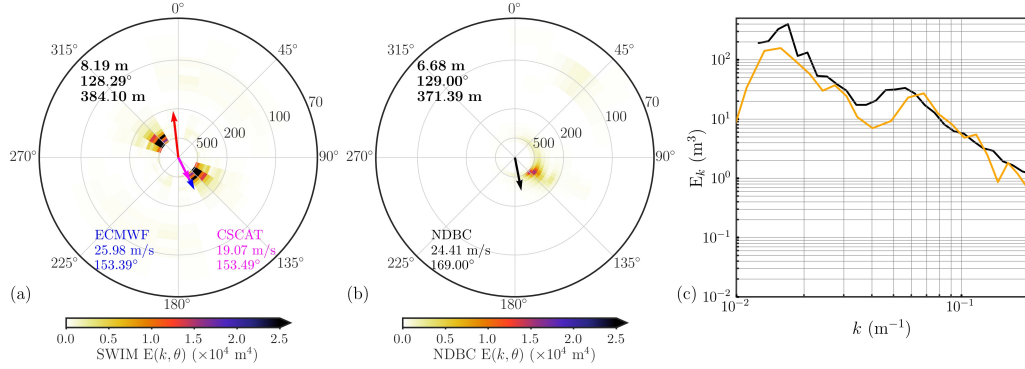 0°
45°
70
100
200
500
90°
135°
180°
225°
270°
315°
8.19 m
128.29°
384.10 m
ECMWF
25.98 m/s
153.39°
CSCAT
19.07 m/s
153.49°
(a)
0.0 0.5 1.0 1.5 2.0 2.5
SWIM E(k, θ) (×10⁴ m⁴)
0°
45°
70
100
200
500
90°
135°
180°
225°
270°
315°
6.68 m
129.00°
371.39 m
NDBC
24.41 m/s
169.00°
(b)
0.0 0.5 1.0 1.5 2.0 2.5
NDBC E(k, θ) (×10⁴ m⁴)
10²
10¹
10⁰
10⁻¹
10⁻²
Eₖ (m³)
(c)
10⁻² 10⁻¹
k (m⁻¹)